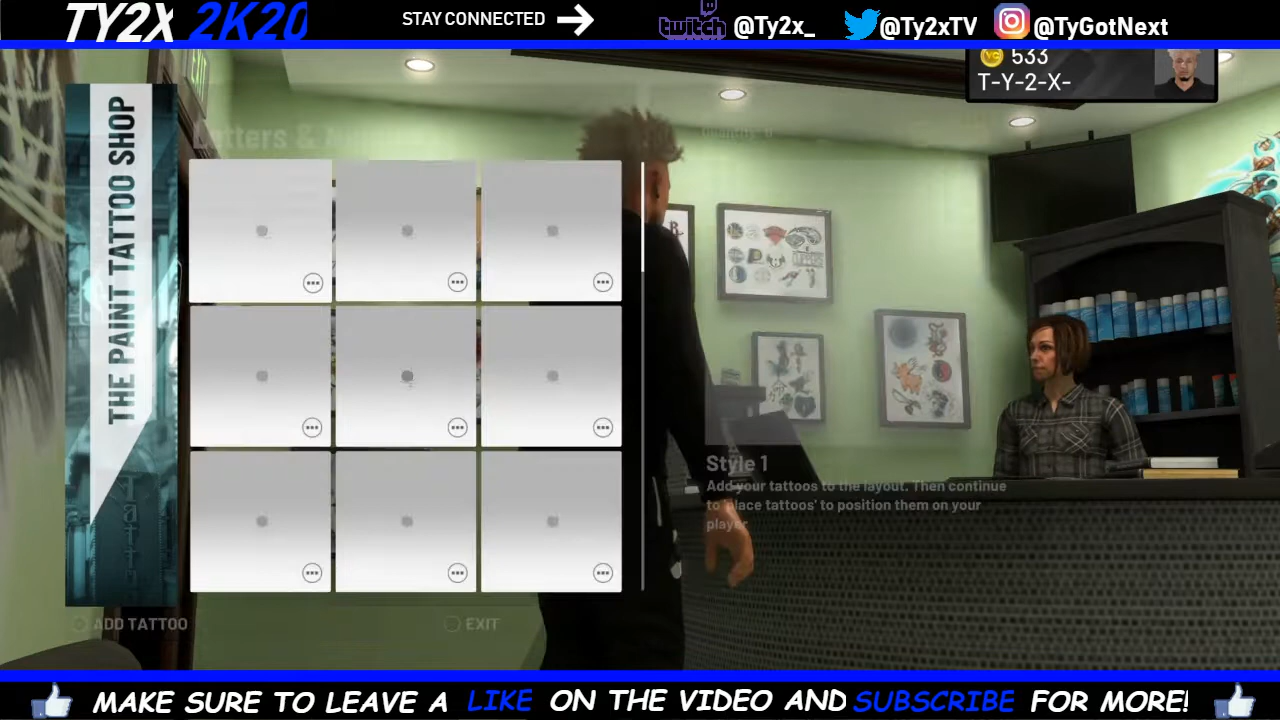 TY2X 2K20
STAY CONNECTED
twitch @Ty2x_
@Ty2xTV
@TyGotNext
VC 533
T-Y-2-X-
THE PAINT TATTOO SHOP
Letters &
Style 1
Add your tattoos to the layout. Then continue
to 'place tattoos' to position them on your
player
ADD TATTOO
EXIT
MAKE SURE TO LEAVE A LIKE ON THE VIDEO AND SUBSCRIBE FOR MORE!